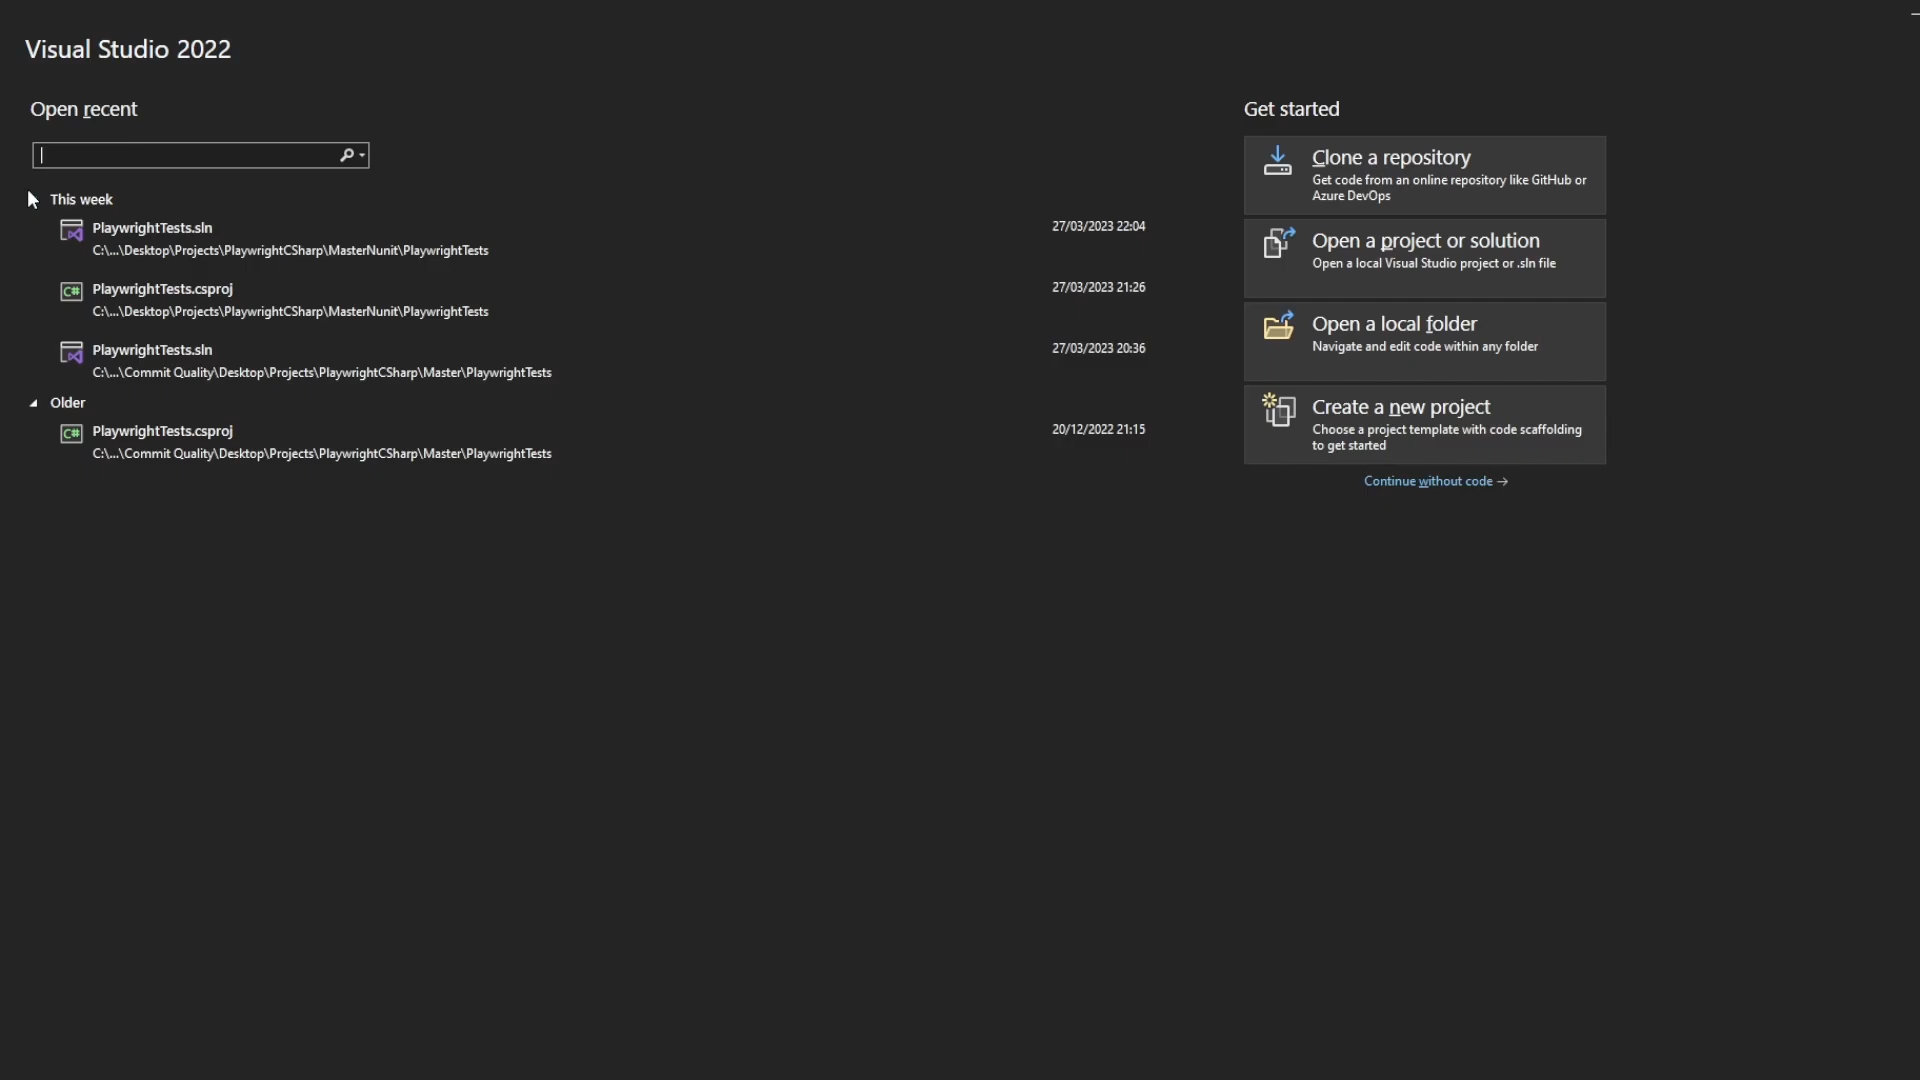 Visual Studio 2022
Open recent
This week
PlaywrightTests.sln
27/03/2023 22:04
C:\...\Desktop\Projects\PlaywrightCSharp\MasterNunit\PlaywrightTests
C# PlaywrightTests.csproj
27/03/2023 21:26
C:\...\Desktop\Projects\PlaywrightCSharp\MasterNunit\PlaywrightTests
PlaywrightTests.sln
27/03/2023 20:36
C:\...\Commit Quality\Desktop\Projects\PlaywrightCSharp\Master\PlaywrightTests
Older
C# PlaywrightTests.csproj
20/12/2022 21:15
C:\...\Commit Quality\Desktop\Projects\PlaywrightCSharp\Master\PlaywrightTests
Get started
Clone a repository
Get code from an online repository like GitHub or
Azure DevOps
Open a project or solution
Open a local Visual Studio project or .sln file
Open a local folder
Navigate and edit code within any folder
Create a new project
Choose a project template with code scaffolding
to get started
Continue without code →